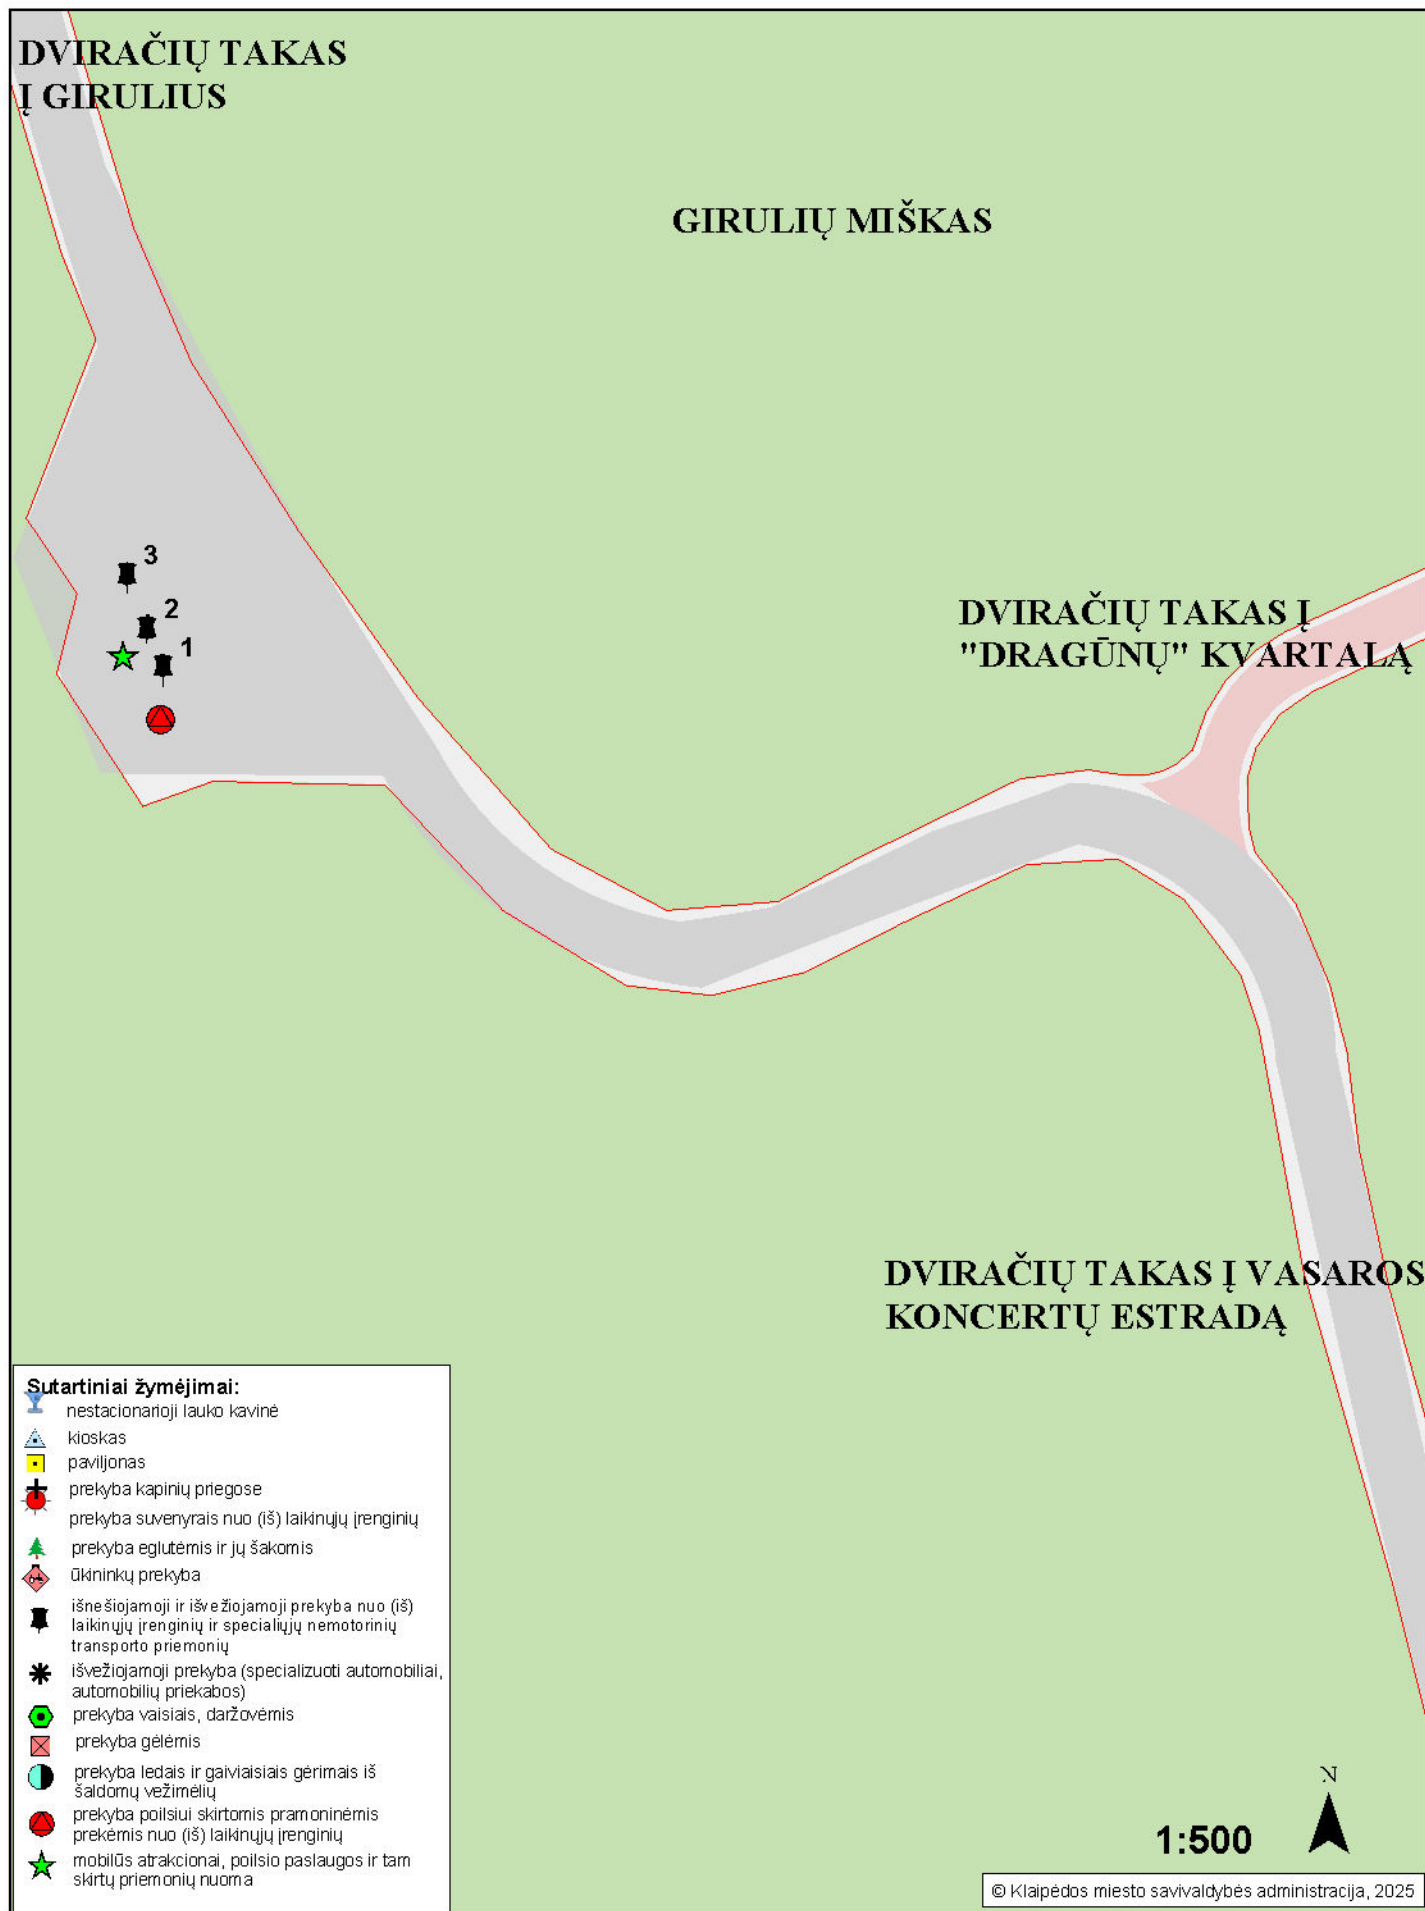 DVIRAČIŲ TAKAS
Į GIRULIUS
GIRULIŲ MIŠKAS
3
2
1
DVIRAČIŲ TAKAS Į
"DRAGŪNŲ" KVARTALĄ
DVIRAČIŲ TAKAS Į VASAROS
KONCERTŲ ESTRADĄ
Sutartiniai žymėjimai:
nestacionarioji lauko kavinė
kioskas
paviljonas
prekyba kapinių priegose
prekyba suvenyrais nuo (iš) laikinųjų įrenginių
prekyba eglutėmis ir jų šakomis
ūkininkų prekyba
išnešiojamoji ir išvežiojamoji prekyba nuo (iš)
laikinųjų įrenginių ir specialiųjų nemotorinių
transporto priemonių
išvežiojamoji prekyba (specializuoti automobiliai,
automobilių priekabos)
prekyba vaisiais, daržovėmis
prekyba gėlėmis
prekyba ledais ir gaiviaisiais gėrimais iš
šaldomų vežimėlių
prekyba poilsiui skirtomis pramoninėmis
prekėmis nuo (iš) laikinųjų įrenginių
mobilūs atrakcionai, poilsio paslaugos ir tam
skirtų priemonių nuoma
N
1:500
© Klaipėdos miesto savivaldybės administracija, 2025